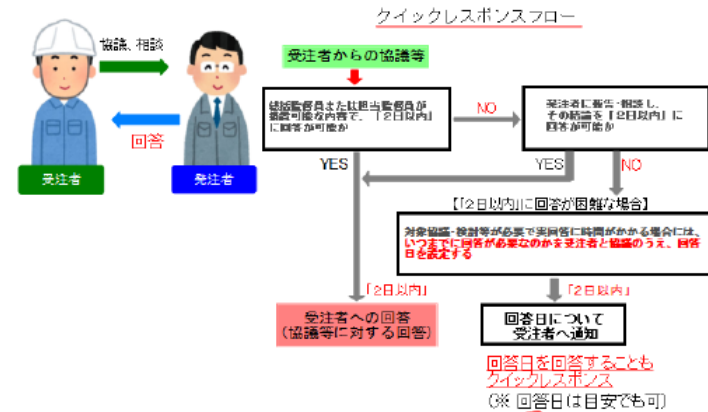 クイックレスポンスフロー
協議、相談
回答
受注者
発注者
受注者からの協議等
総括監督員または担当監督員が
措置可能な内容で、「2日以内」
に回答が可能か
NO
発注者に報告・相談し、
その結論を「2日以内」に
回答が可能か
YES
YES
NO
【「2日以内」に回答が困難な場合】
対象協議・検討等が必要で実回答に時間がかかる場合には、
いつまでに回答が必要なのかを受注者と協議のうえ、回答
日を設定する
「2日以内」
「2日以内」
受注者への回答
(協議等に対する回答)
回答日について
受注者へ通知
回答日を回答することも
クイックレスポンス
(※ 回答日は目安でも可)